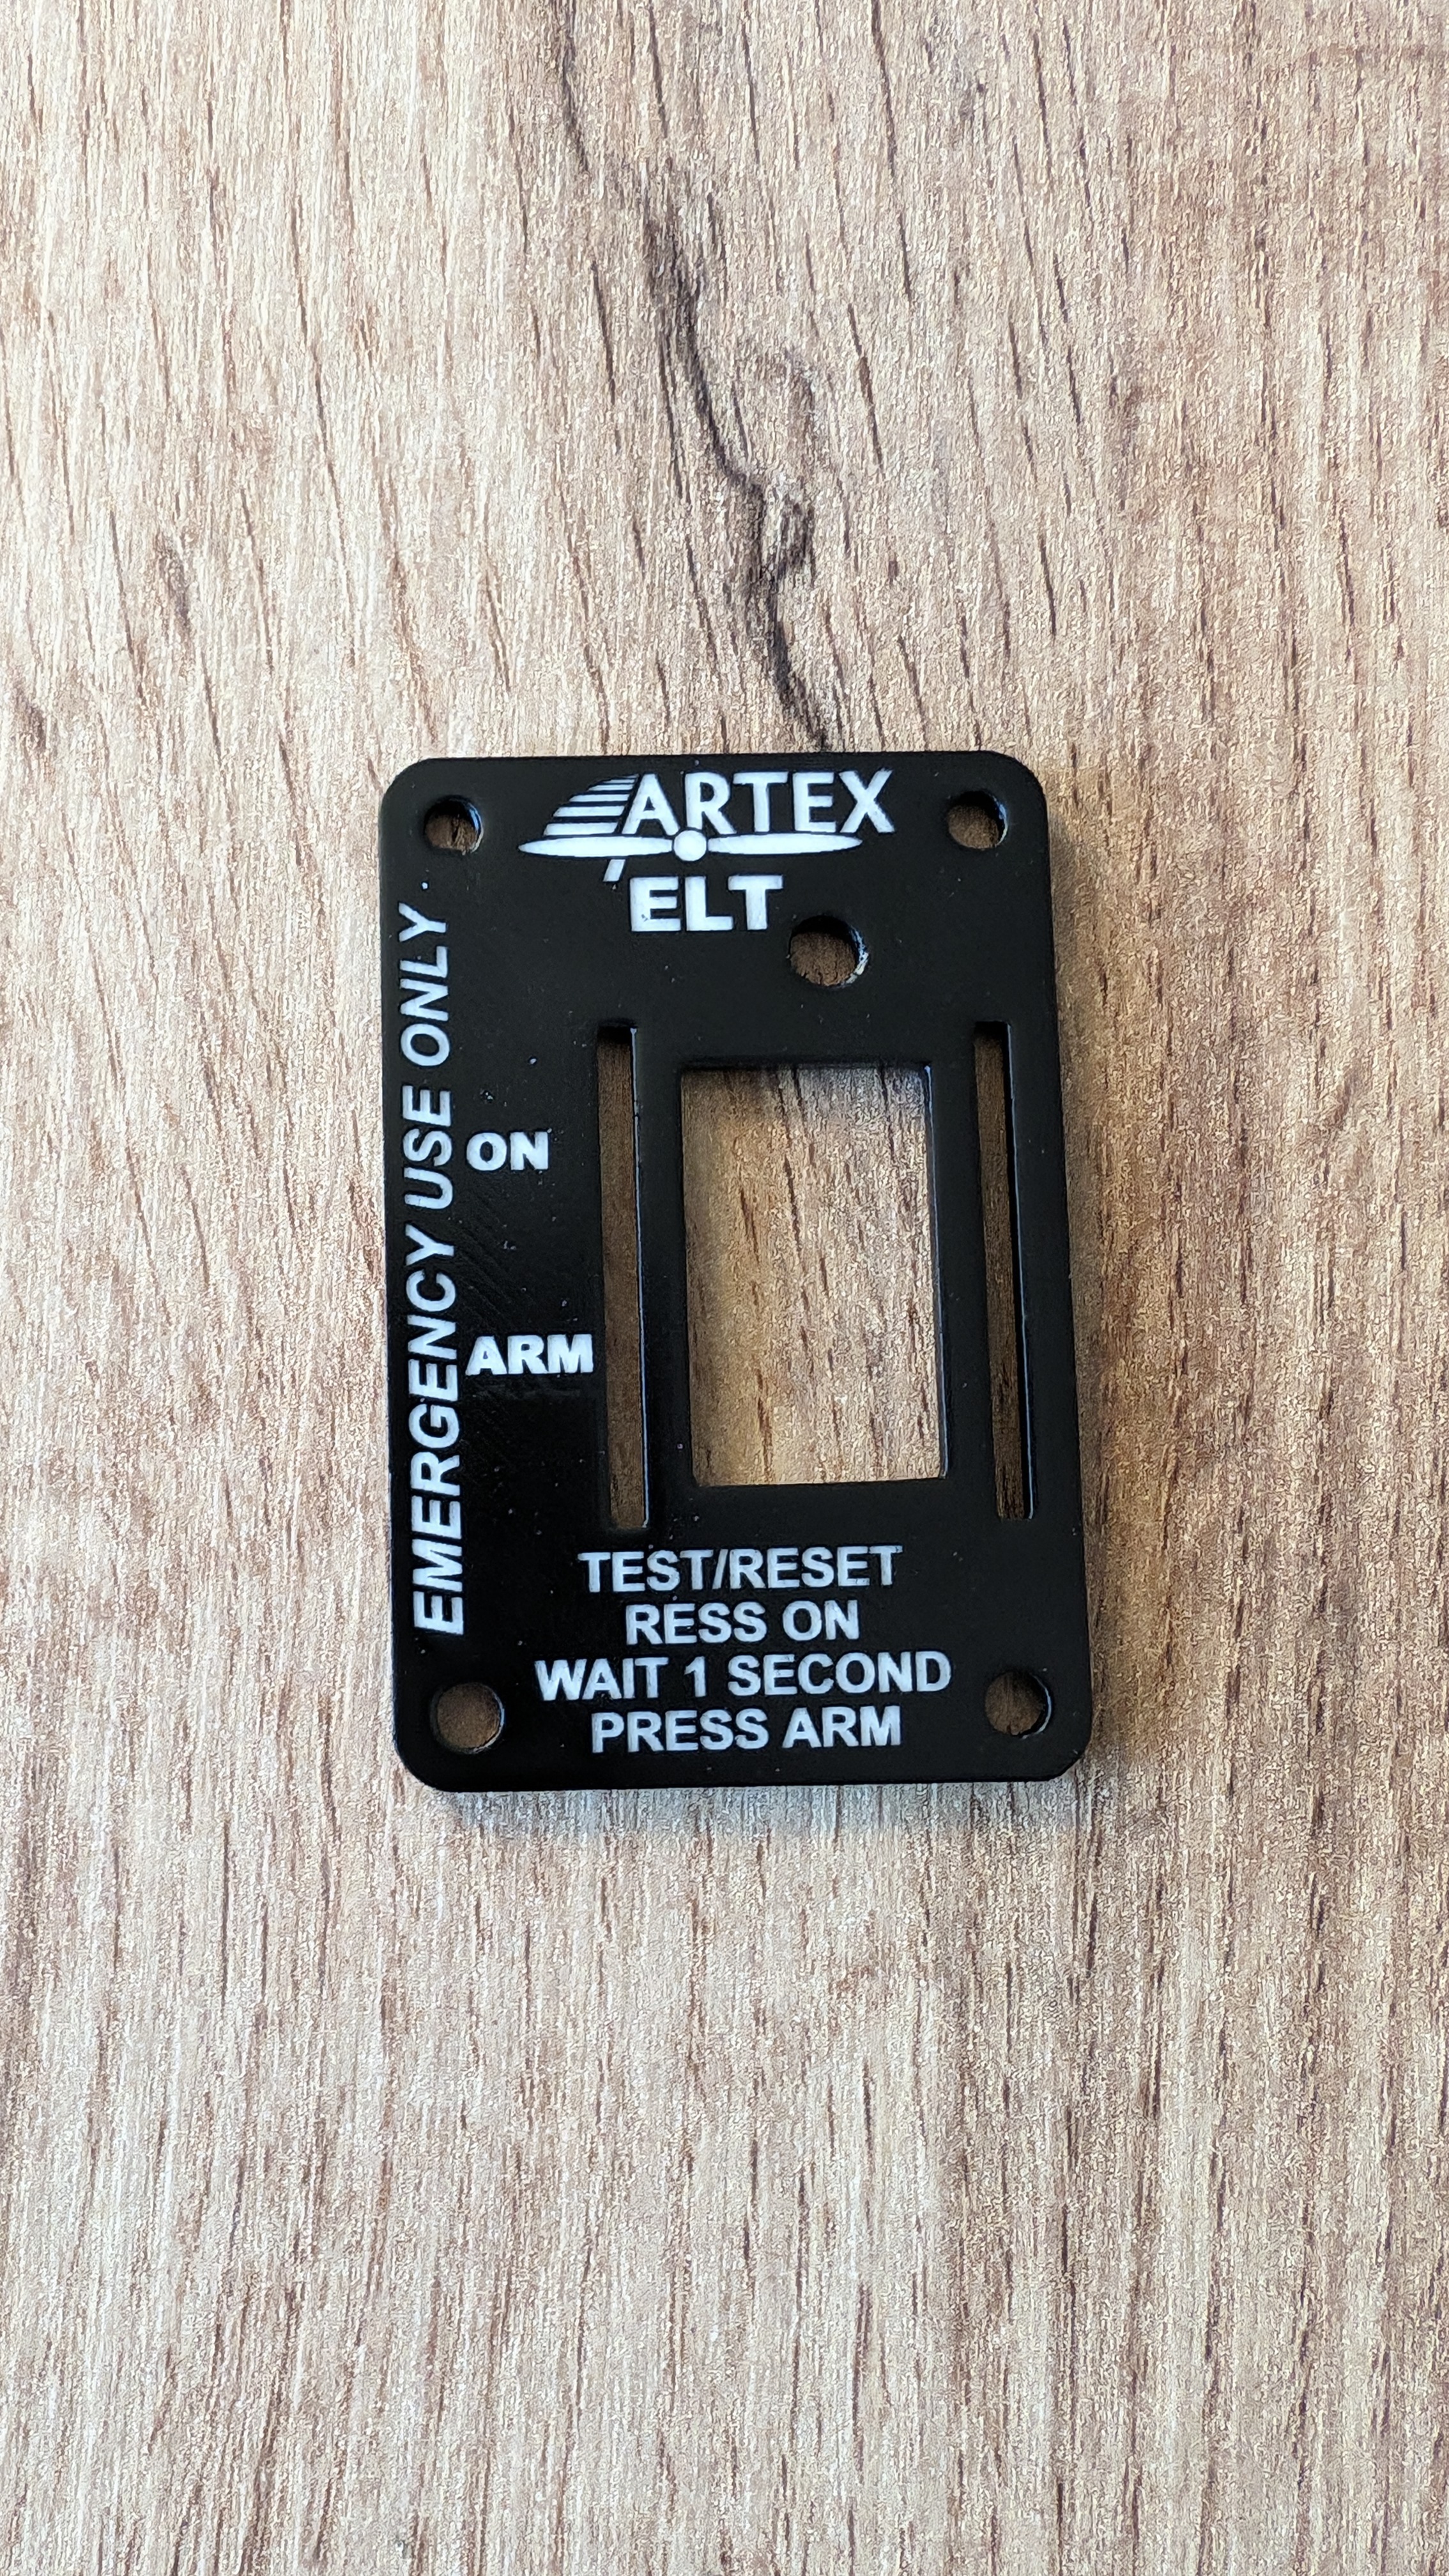 ARTEX
ELT
EMERGENCY USE ONLY
ON
ARM
TEST/RESET
RESS ON
WAIT 1 SECOND
PRESS ARM